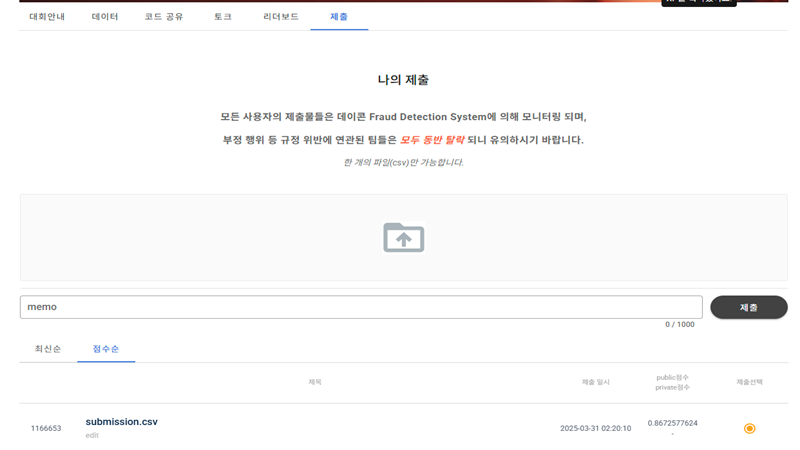 대회안내 데이터 코드 공유 토크 리더보드 제출
나의 제출
모든 사용자의 제출물들은 데이콘 Fraud Detection System에 의해 모니터링 되며,
부정 행위 등 규정 위반에 연관된 팀들은 모두 동반 탈락 되니 유의하시기 바랍니다.
한 개의 파일(csv)만 가능합니다.
memo
제출
0 / 1000
최신순 점수순
제목 제출 일시 public점수 제출선택
private점수
1166653 submission.csv 2025-03-31 02:20:10 0.8672577624
edit -